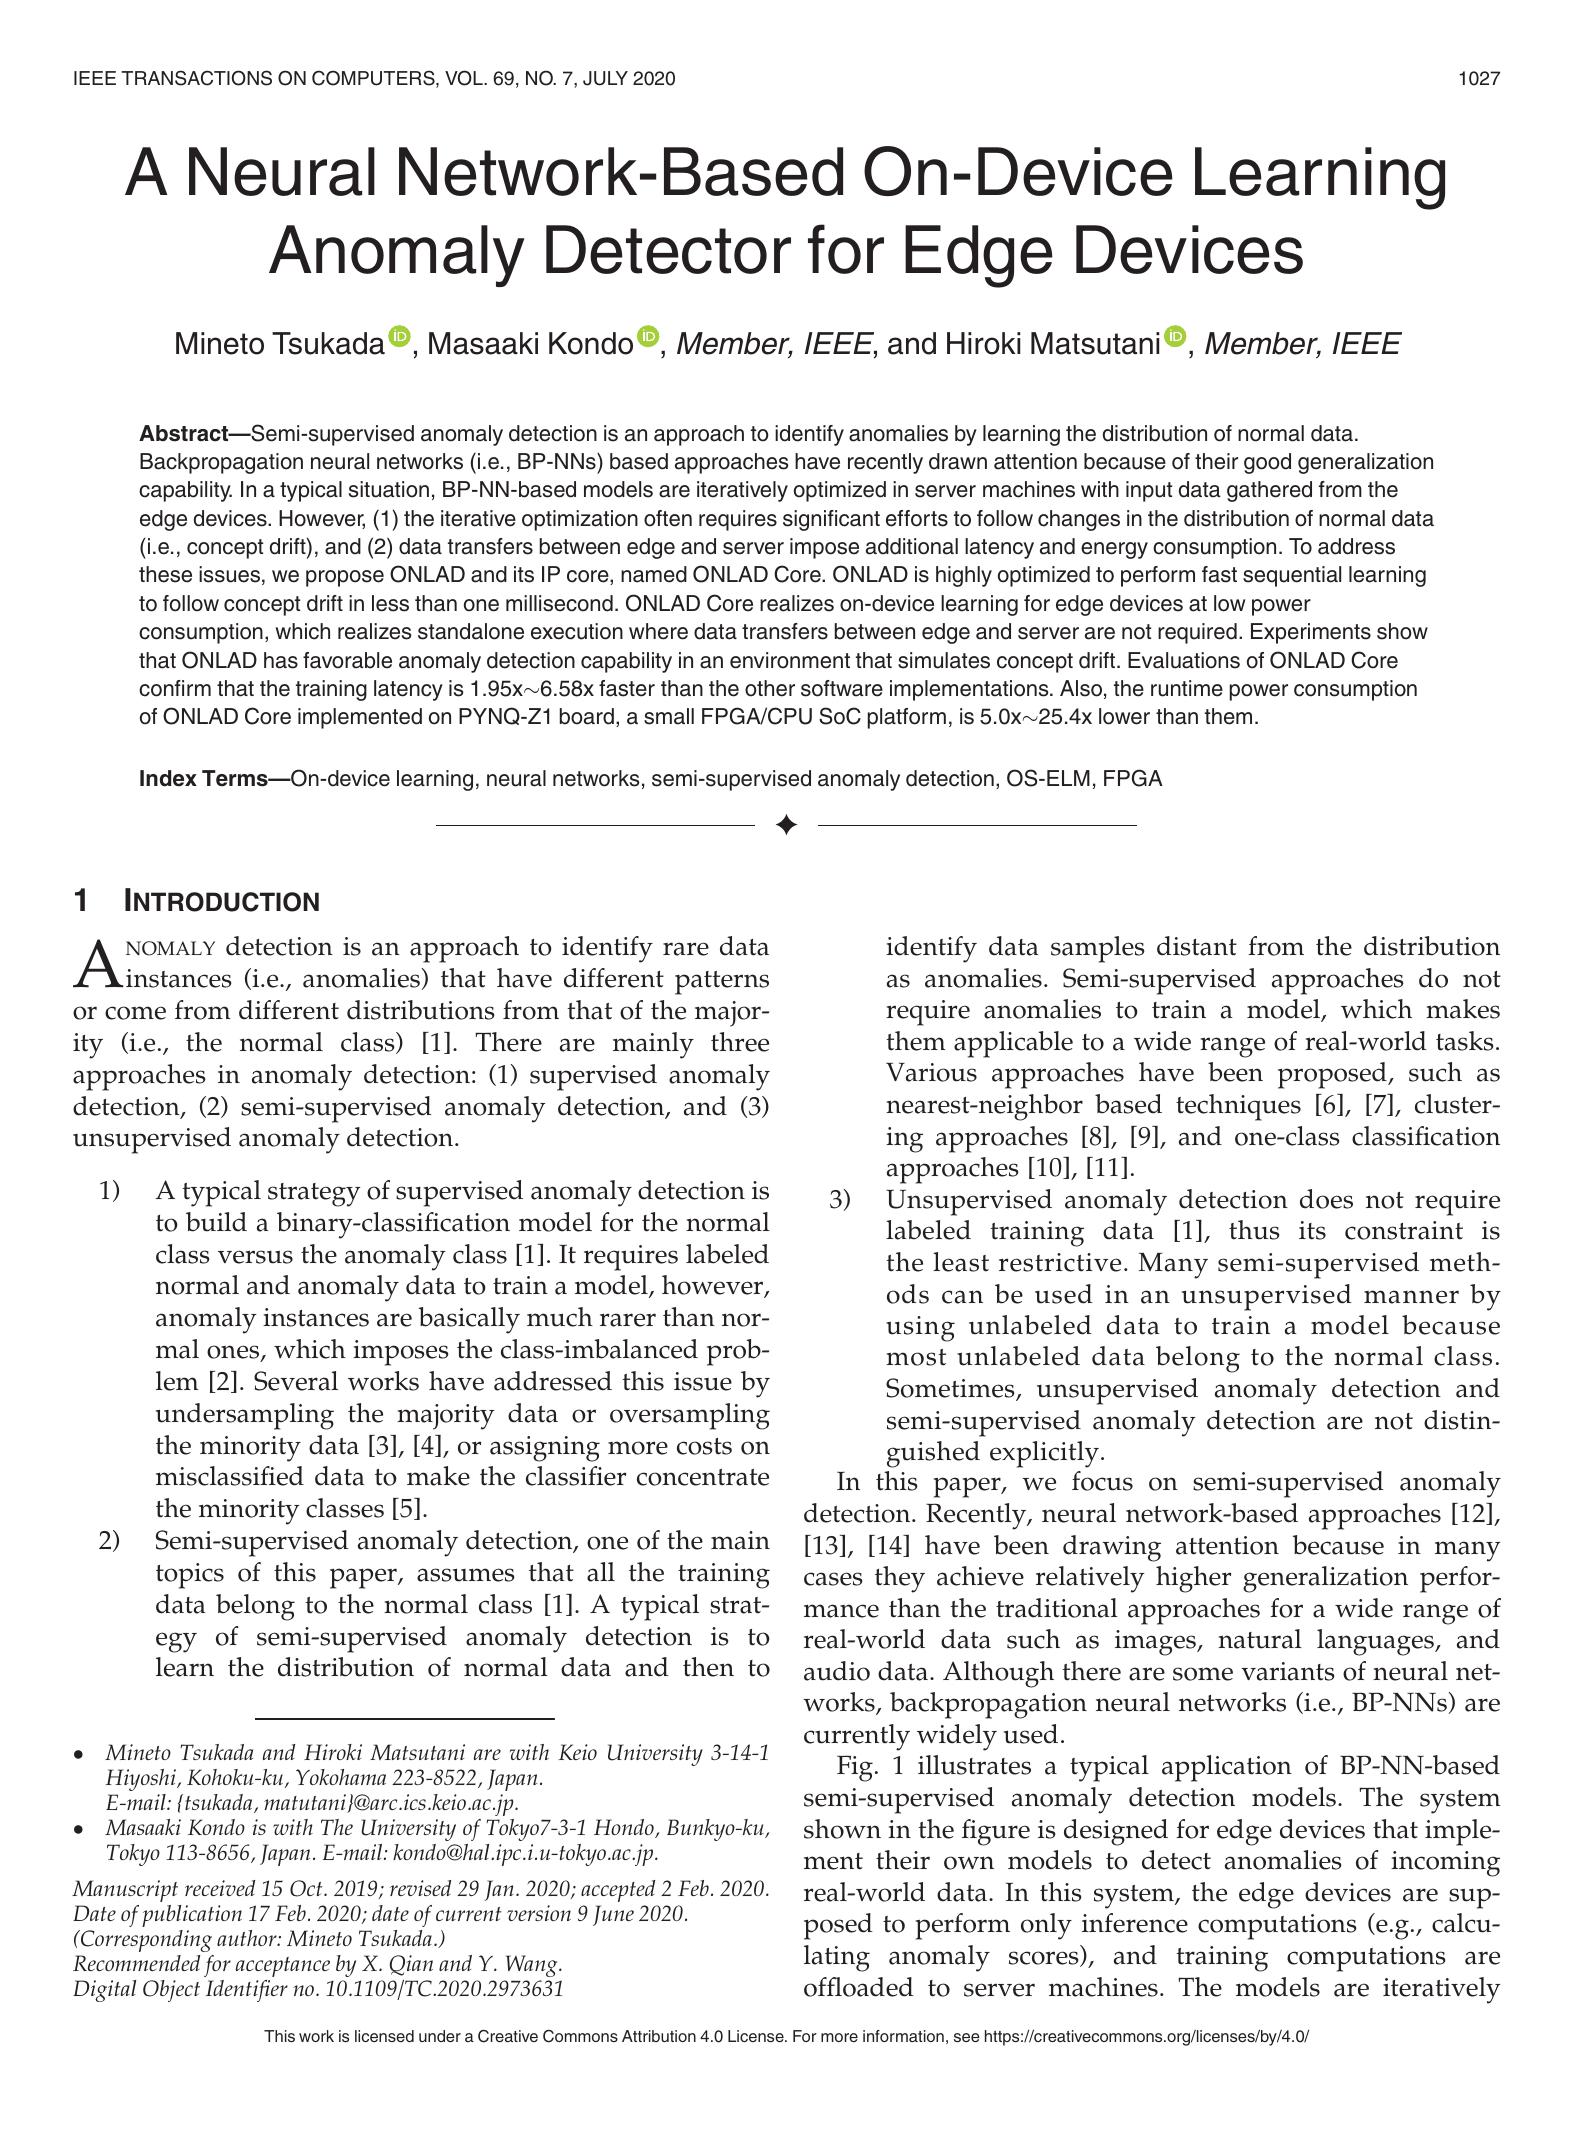 IEEE TRANSACTIONS ON COMPUTERS, VOL. 69, NO. 7, JULY 2020
1027
A Neural Network-Based On-Device Learning
Anomaly Detector for Edge Devices
Mineto Tsukada, Masaaki Kondo, Member, IEEE, and Hiroki Matsutani, Member, IEEE
Abstract—Semi-supervised anomaly detection is an approach to identify anomalies by learning the distribution of normal data.
Backpropagation neural networks (i.e., BP-NNs) based approaches have recently drawn attention because of their good generalization
capability. In a typical situation, BP-NN-based models are iteratively optimized in server machines with input data gathered from the
edge devices. However, (1) the iterative optimization often requires significant efforts to follow changes in the distribution of normal data
(i.e., concept drift), and (2) data transfers between edge and server impose additional latency and energy consumption. To address
these issues, we propose ONLAD and its IP core, named ONLAD Core. ONLAD is highly optimized to perform fast sequential learning
to follow concept drift in less than one millisecond. ONLAD Core realizes on-device learning for edge devices at low power
consumption, which realizes standalone execution where data transfers between edge and server are not required. Experiments show
that ONLAD has favorable anomaly detection capability in an environment that simulates concept drift. Evaluations of ONLAD Core
confirm that the training latency is 1.95x~6.58x faster than the other software implementations. Also, the runtime power consumption
of ONLAD Core implemented on PYNQ-Z1 board, a small FPGA/CPU SoC platform, is 5.0x~25.4x lower than them.
Index Terms—On-device learning, neural networks, semi-supervised anomaly detection, OS-ELM, FPGA
1 INTRODUCTION
ANOMALY detection is an approach to identify rare data
instances (i.e., anomalies) that have different patterns
or come from different distributions from that of the major-
ity (i.e., the normal class) [1]. There are mainly three
approaches in anomaly detection: (1) supervised anomaly
detection, (2) semi-supervised anomaly detection, and (3)
unsupervised anomaly detection.
1) A typical strategy of supervised anomaly detection is
to build a binary-classification model for the normal
class versus the anomaly class [1]. It requires labeled
normal and anomaly data to train a model, however,
anomaly instances are basically much rarer than nor-
mal ones, which imposes the class-imbalanced prob-
lem [2]. Several works have addressed this issue by
undersampling the majority data or oversampling
the minority data [3], [4], or assigning more costs on
misclassified data to make the classifier concentrate
the minority classes [5].
2) Semi-supervised anomaly detection, one of the main
topics of this paper, assumes that all the training
data belong to the normal class [1]. A typical strat-
egy of semi-supervised anomaly detection is to
learn the distribution of normal data and then to
• Mineto Tsukada and Hiroki Matsutani are with Keio University 3-14-1
Hiyoshi, Kohoku-ku, Yokohama 223-8522, Japan.
E-mail: {tsukada, matutani}@arc.ics.keio.ac.jp.
• Masaaki Kondo is with The University of Tokyo7-3-1 Hondo, Bunkyo-ku,
Tokyo 113-8656, Japan. E-mail: kondo@hal.ipc.i.u-tokyo.ac.jp.
Manuscript received 15 Oct. 2019; revised 29 Jan. 2020; accepted 2 Feb. 2020.
Date of publication 17 Feb. 2020; date of current version 9 June 2020.
(Corresponding author: Mineto Tsukada.)
Recommended for acceptance by X. Qian and Y. Wang.
Digital Object Identifier no. 10.1109/TC.2020.2973631
identify data samples distant from the distribution
as anomalies. Semi-supervised approaches do not
require anomalies to train a model, which makes
them applicable to a wide range of real-world tasks.
Various approaches have been proposed, such as
nearest-neighbor based techniques [6], [7], cluster-
ing approaches [8], [9], and one-class classification
approaches [10], [11].
3) Unsupervised anomaly detection does not require
labeled training data [1], thus its constraint is
the least restrictive. Many semi-supervised meth-
ods can be used in an unsupervised manner by
using unlabeled data to train a model because
most unlabeled data belong to the normal class.
Sometimes, unsupervised anomaly detection and
semi-supervised anomaly detection are not distin-
guished explicitly.
In this paper, we focus on semi-supervised anomaly
detection. Recently, neural network-based approaches [12],
[13], [14] have been drawing attention because in many
cases they achieve relatively higher generalization perfor-
mance than the traditional approaches for a wide range of
real-world data such as images, natural languages, and
audio data. Although there are some variants of neural net-
works, backpropagation neural networks (i.e., BP-NNs) are
currently widely used.
Fig. 1 illustrates a typical application of BP-NN-based
semi-supervised anomaly detection models. The system
shown in the figure is designed for edge devices that imple-
ment their own models to detect anomalies of incoming
real-world data. In this system, the edge devices are sup-
posed to perform only inference computations (e.g., calcu-
lating anomaly scores), and training computations are
offloaded to server machines. The models are iteratively
This work is licensed under a Creative Commons Attribution 4.0 License. For more information, see https://creativecommons.org/licenses/by/4.0/